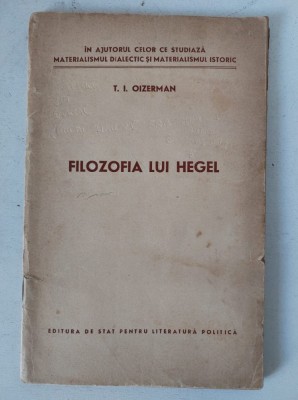 ÎN AJUTORUL CELOR CE STUDIAZĂ
MATERIALISMUL DIALECTIC ȘI MATERIALISMUL ISTORIC
T. I. OIZERMAN
FILOZOFIA LUI HEGEL
EDITURA DE STAT PENTRU LITERATURA POLITICĂ